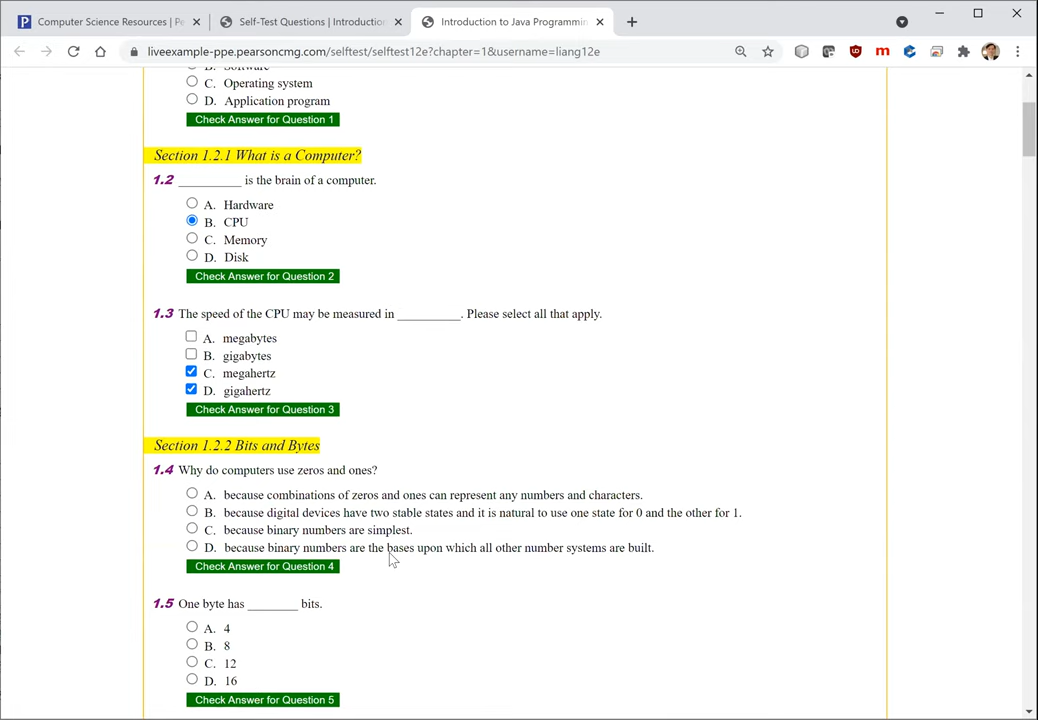 Computer Science Resources | Pe
Self-Test Questions | Introduction
Introduction to Java Programmin
liveexample-ppe.pearsoncmg.com/selftest/selftest12e?chapter=1&username=liang12e
B. Software
C. Operating system
D. Application program
Check Answer for Question 1
Section 1.2.1 What is a Computer?
1.2 __________ is the brain of a computer.
A. Hardware
B. CPU
C. Memory
D. Disk
Check Answer for Question 2
1.3 The speed of the CPU may be measured in __________. Please select all that apply.
A. megabytes
B. gigabytes
C. megahertz
D. gigahertz
Check Answer for Question 3
Section 1.2.2 Bits and Bytes
1.4 Why do computers use zeros and ones?
A. because combinations of zeros and ones can represent any numbers and characters.
B. because digital devices have two stable states and it is natural to use one state for 0 and the other for 1.
C. because binary numbers are simplest.
D. because binary numbers are the bases upon which all other number systems are built.
Check Answer for Question 4
1.5 One byte has ________ bits.
A. 4
B. 8
C. 12
D. 16
Check Answer for Question 5